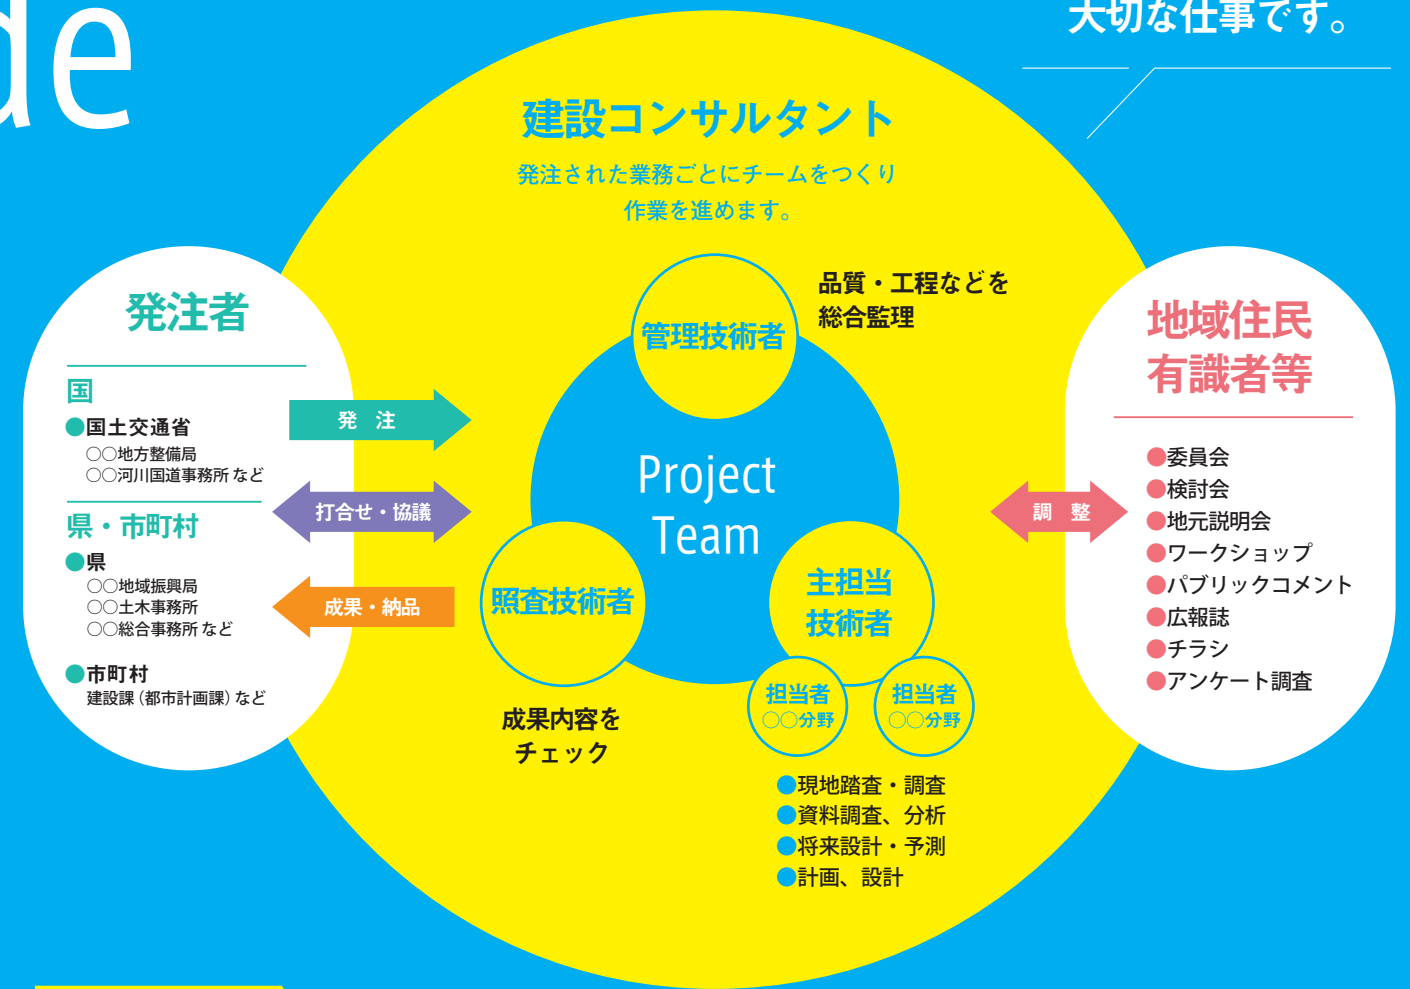 de
大切な仕事です。
建設コンサルタント
発注された業務ごとにチームをつくり
作業を進めます。
発注者
国
●国土交通省
○○地方整備局
○○河川国道事務所 など
県・市町村
●県
○○地域振興局
○○土木事務所
○○総合事務所 など
●市町村
建設課（都市計画課）など
発　注
打合せ・協議
成果・納品
管理技術者
品質・工程などを
総合監理
Project
Team
照査技術者
成果内容を
チェック
主担当
技術者
担当者
○○分野
担当者
○○分野
●現地踏査・調査
●資料調査、分析
●将来設計・予測
●計画、設計
調　整
地域住民
有識者等
●委員会
●検討会
●地元説明会
●ワークショップ
●パブリックコメント
●広報誌
●チラシ
●アンケート調査